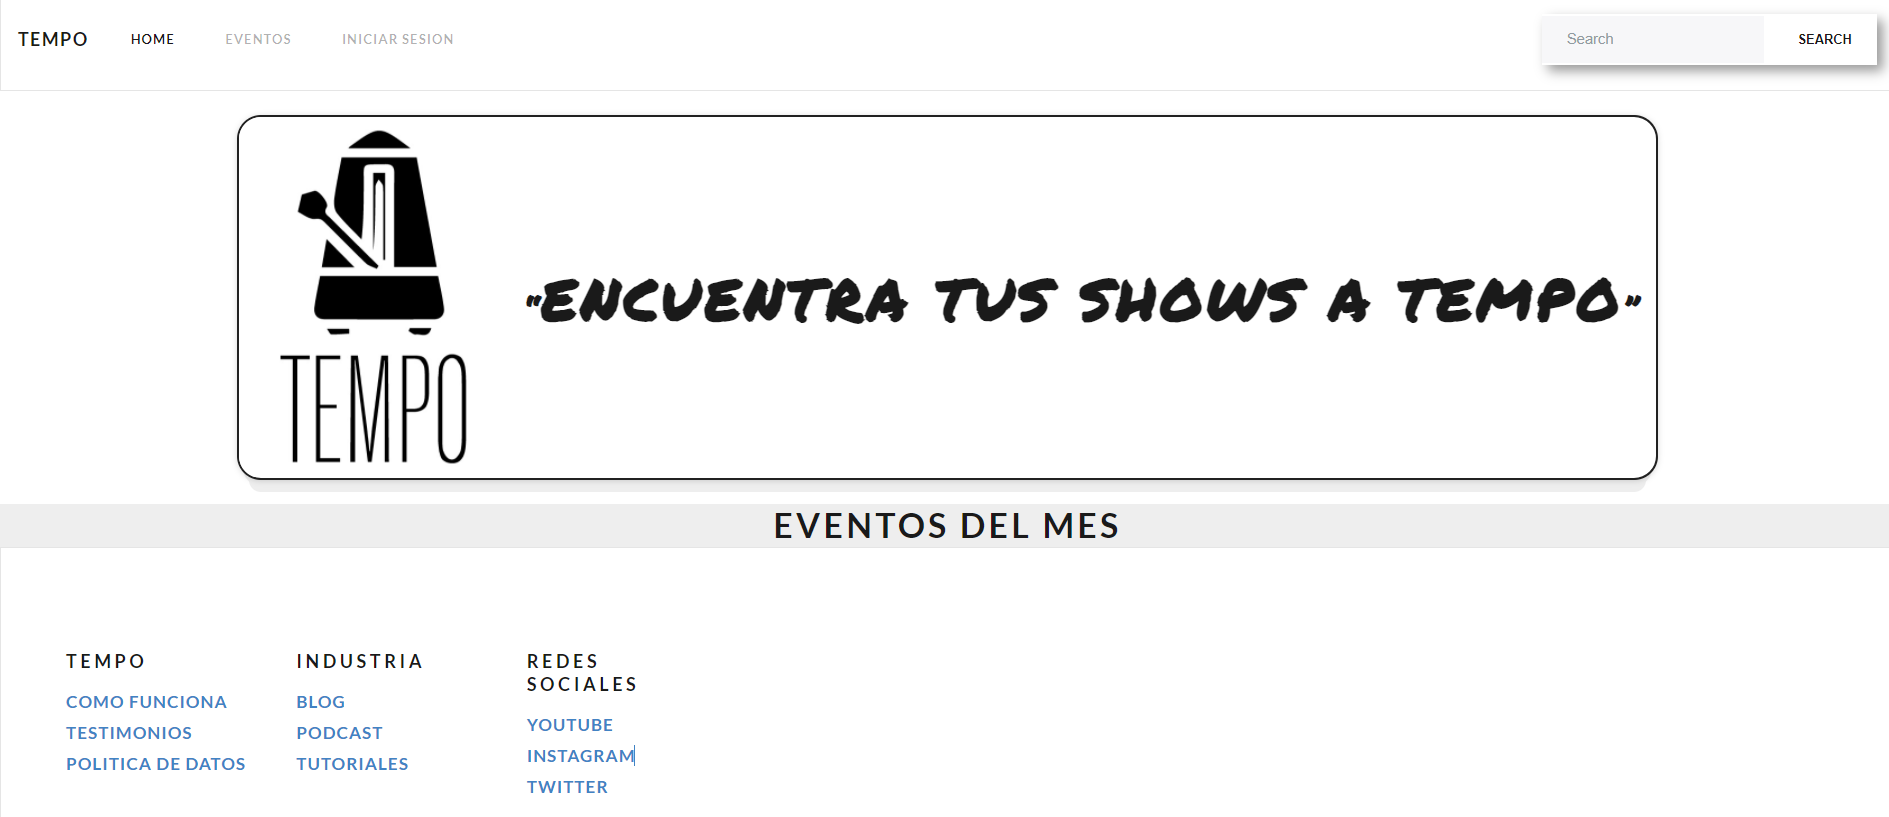 TEMPO HOME EVENTOS INICIAR SESION Search SEARCH
TEMPO
"ENCUENTRA TUS SHOWS A TEMPO"
EVENTOS DEL MES
TEMPO
COMO FUNCIONA
TESTIMONIOS
POLITICA DE DATOS
INDUSTRIA
BLOG
PODCAST
TUTORIALES
REDES
SOCIALES
YOUTUBE
INSTAGRAM
TWITTER